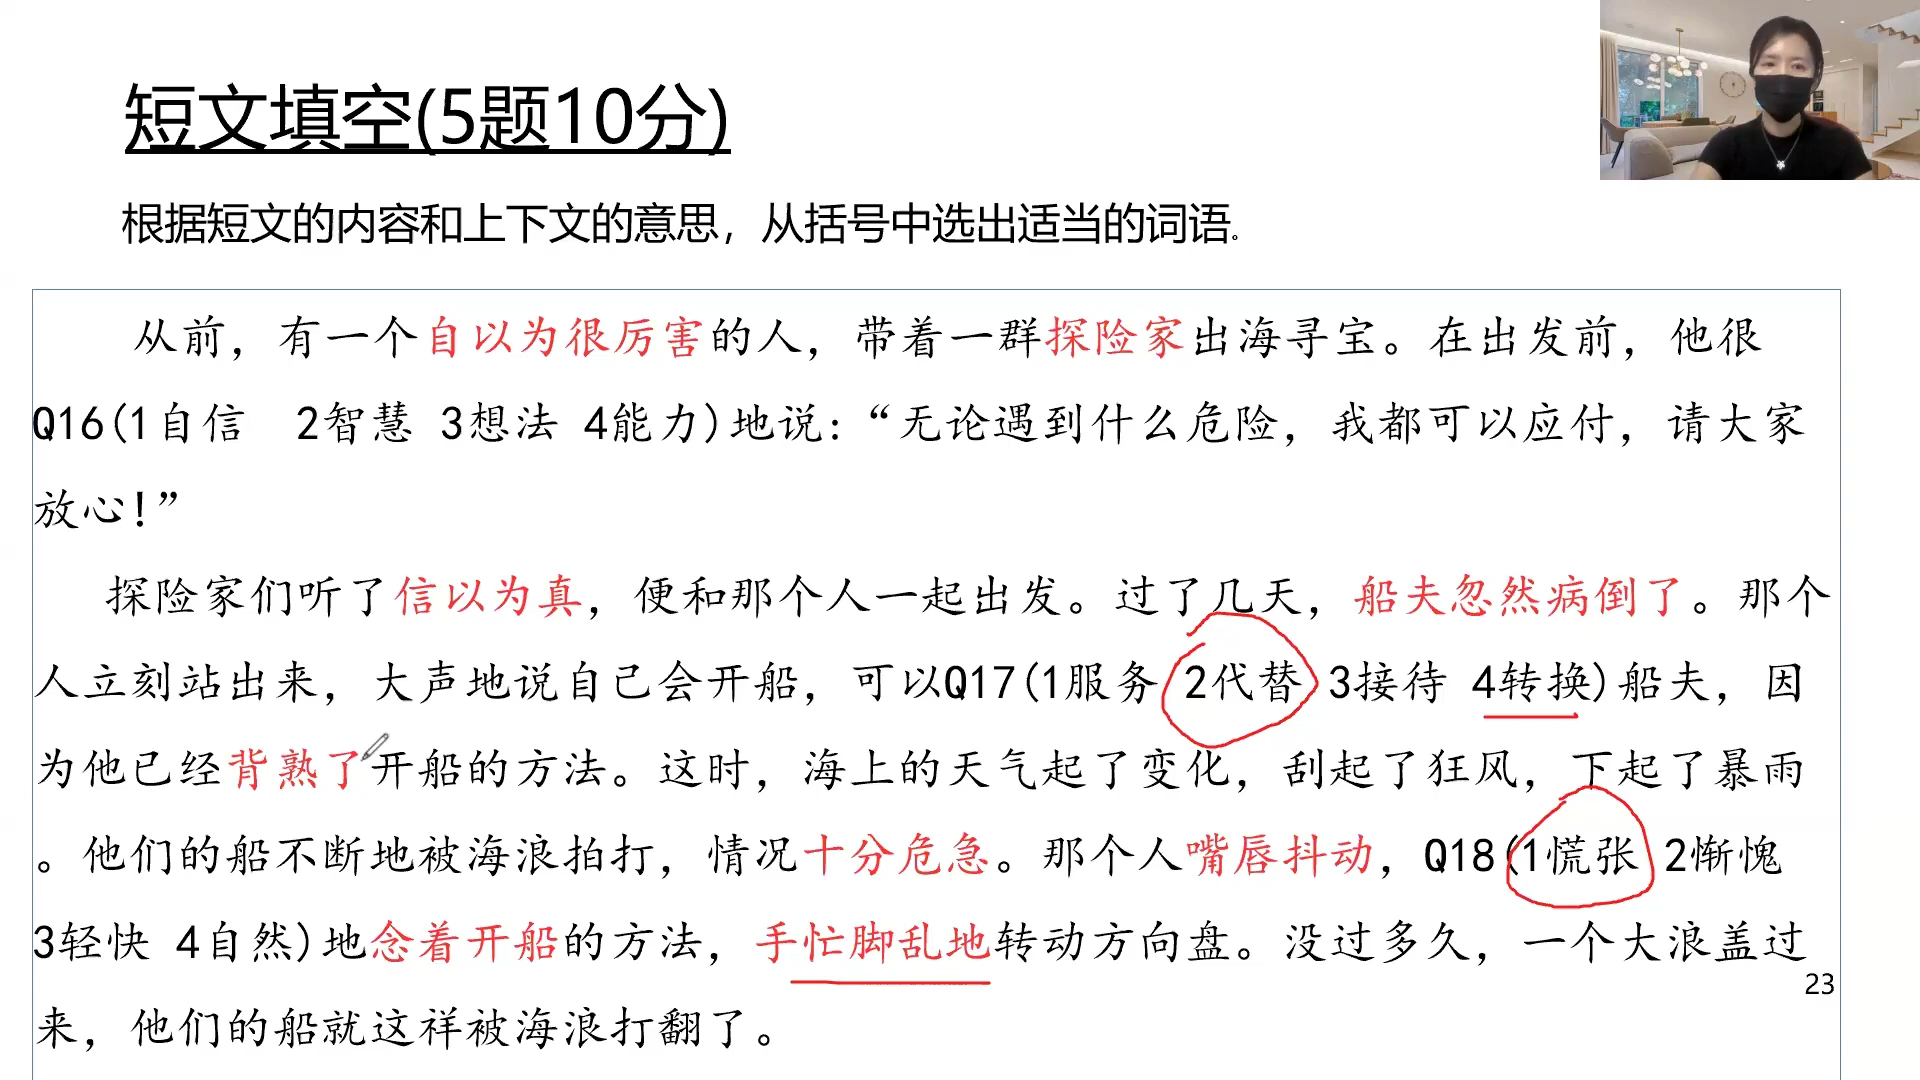 短文填空(5题10分)
根据短文的内容和上下文的意思，从括号中选出适当的词语.
从前，有一个自以为很厉害的人，带着一群探险家出海寻宝。在出发前，他很
Q16(1自信 2智慧 3想法 4能力)地说:“无论遇到什么危险，我都可以应付，请大家
放心!”
探险家们听了信以为真，便和那个人一起出发。过了几天，船夫忽然病倒了。那个
人立刻站出来，大声地说自己会开船，可以Q17(1服务 2代替 3接待 4转换)船夫，因
为他已经背熟了开船的方法。这时，海上的天气起了变化，刮起了狂风，下起了暴雨
。他们的船不断地被海浪拍打，情况十分危急。那个人嘴唇抖动，Q18(1慌张 2惭愧
3轻快 4自然)地念着开船的方法，手忙脚乱地转动方向盘。没过多久，一个大浪盖过
23
来，他们的船就这样被海浪打翻了。